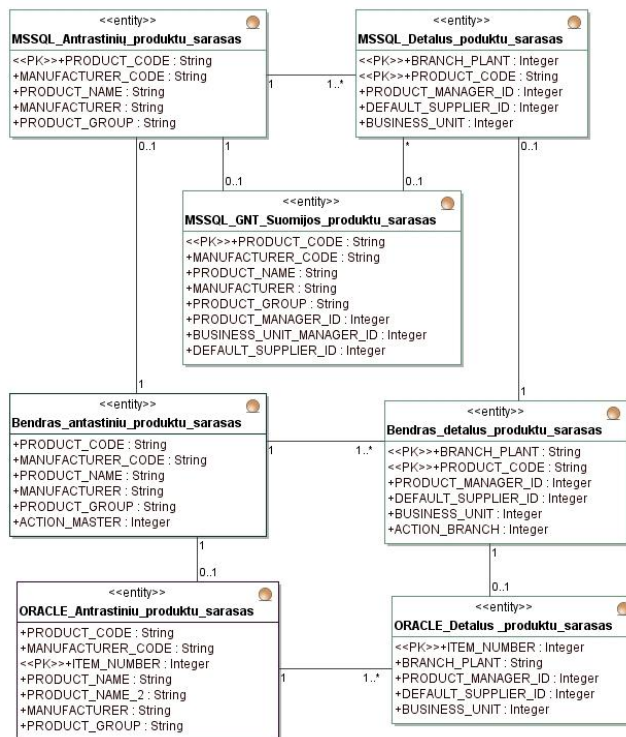 <<entity>>
MSSQL_Antrastinių_produktu_sarasas
<<PK>>+PRODUCT_CODE : String
+MANUFACTURER_CODE : String
+PRODUCT_NAME : String
+MANUFACTURER : String
+PRODUCT_GROUP : String
<<entity>>
MSSQL_Detalus_poduktu_sarasas
<<PK>>+BRANCH_PLANT : Integer
<<PK>>+PRODUCT_CODE : String
+PRODUCT_MANAGER_ID : Integer
+DEFAULT_SUPPLIER_ID : Integer
+BUSINESS_UNIT : Integer
1
1..*
0..1
1
*
0..1
0..1
0..1
<<entity>>
MSSQL_GNT_Suomijos_produktu_sarasas
<<PK>>+PRODUCT_CODE : String
+MANUFACTURER_CODE : String
+PRODUCT_NAME : String
+MANUFACTURER : String
+PRODUCT_GROUP : String
+PRODUCT_MANAGER_ID : Integer
+BUSINESS_UNIT_MANAGER_ID : Integer
+DEFAULT_SUPPLIER_ID : Integer
1
1
<<entity>>
Bendras_antastiniu_produktu_sarasas
+PRODUCT_CODE : String
+MANUFACTURER_CODE : String
+PRODUCT_NAME : String
+MANUFACTURER : String
+PRODUCT_GROUP : String
+ACTION_MASTER : Integer
<<entity>>
Bendras_detalus_produktu_sarasas
<<PK>>+BRANCH_PLANT : String
<<PK>>+PRODUCT_CODE : String
+PRODUCT_MANAGER_ID : Integer
+DEFAULT_SUPPLIER_ID : Integer
+BUSINESS_UNIT : Integer
+ACTION_BRANCH : Integer
1
1..*
1
0..1
1
0..1
<<entity>>
ORACLE_Antrastiniu_produktu_sarasas
+PRODUCT_CODE : String
+MANUFACTURER_CODE : String
<<PK>>+ITEM_NUMBER : Integer
+PRODUCT_NAME : String
+PRODUCT_NAME_2 : String
+MANUFACTURER : String
+PRODUCT_GROUP : String
<<entity>>
ORACLE_Detalus _produktu_sarasas
<<PK>>+ITEM_NUMBER : Integer
+BRANCH_PLANT : String
+PRODUCT_MANAGER_ID : Integer
+DEFAULT_SUPPLIER_ID : Integer
+BUSINESS_UNIT : Integer
1
1..*